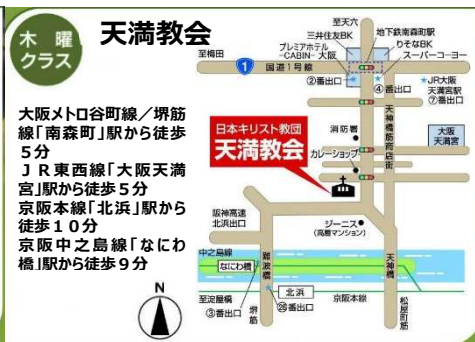 木曜
クラス
天満教会
大阪メトロ谷町線／堺筋
線「南森町」駅から徒歩
5分
ＪＲ東西線「大阪天満
宮」駅から徒歩５分
京阪本線「北浜」駅から
徒歩１０分
京阪中之島線「なにわ
橋」駅から徒歩９分
至天六
三井住友BK
地下鉄南森町駅
プレミアホテル
-CABIN- 大阪
りそなBK
スーパーコーヨー
至梅田
国道1号線
1
②番出口
④番出口
JR大阪
天満宮駅
⑦番出口
日本キリスト教団
天満教会
消防署
カレーショップ
天神橋筋商店街
大阪
天満宮
阪神高速
北浜出口
ジーニス
(高層マンション)
中之島線
なにわ橋
難波橋
天神橋
北浜
京阪本線
至淀屋橋
③番出口
堺筋
㉖番出口
松屋町筋
N